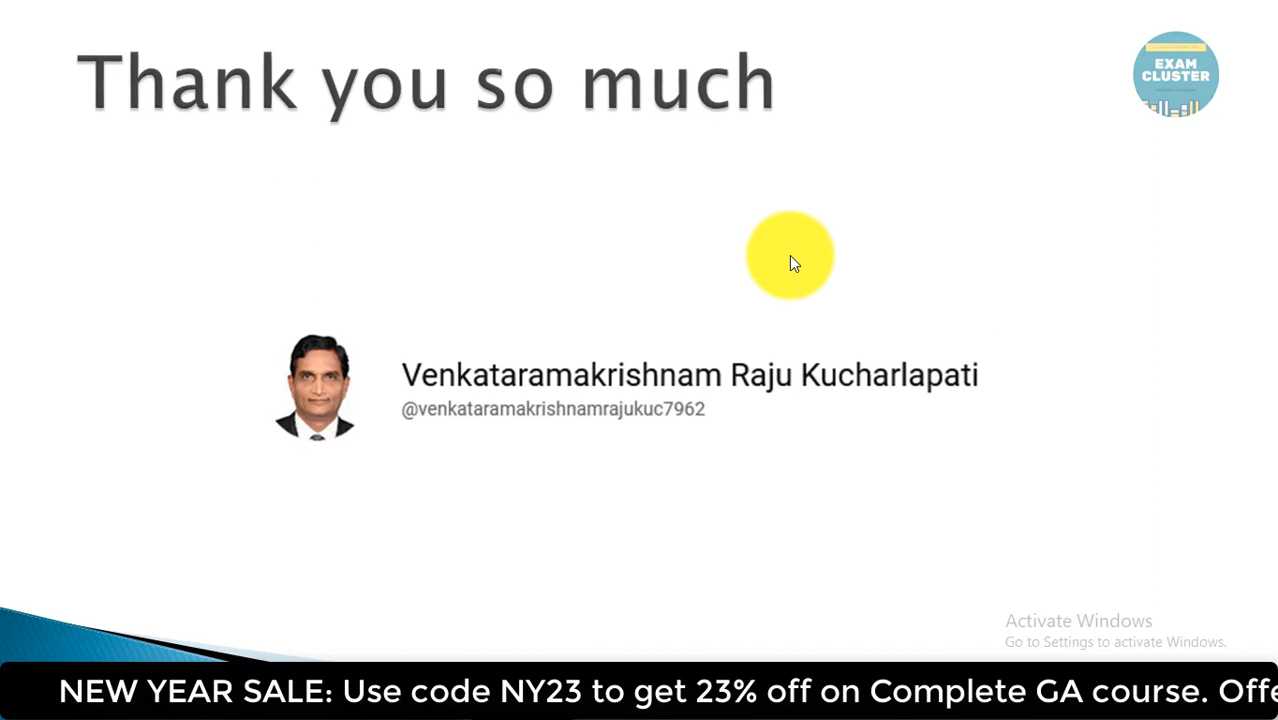 Thank you so much
EXAM
CLUSTER
Venkataramakrishnam Raju Kucharlapati
@venkataramakrishnamrajukuc7962
Activate Windows
Go to Settings to activate Windows.
NEW YEAR SALE: Use code NY23 to get 23% off on Complete GA course. Offe